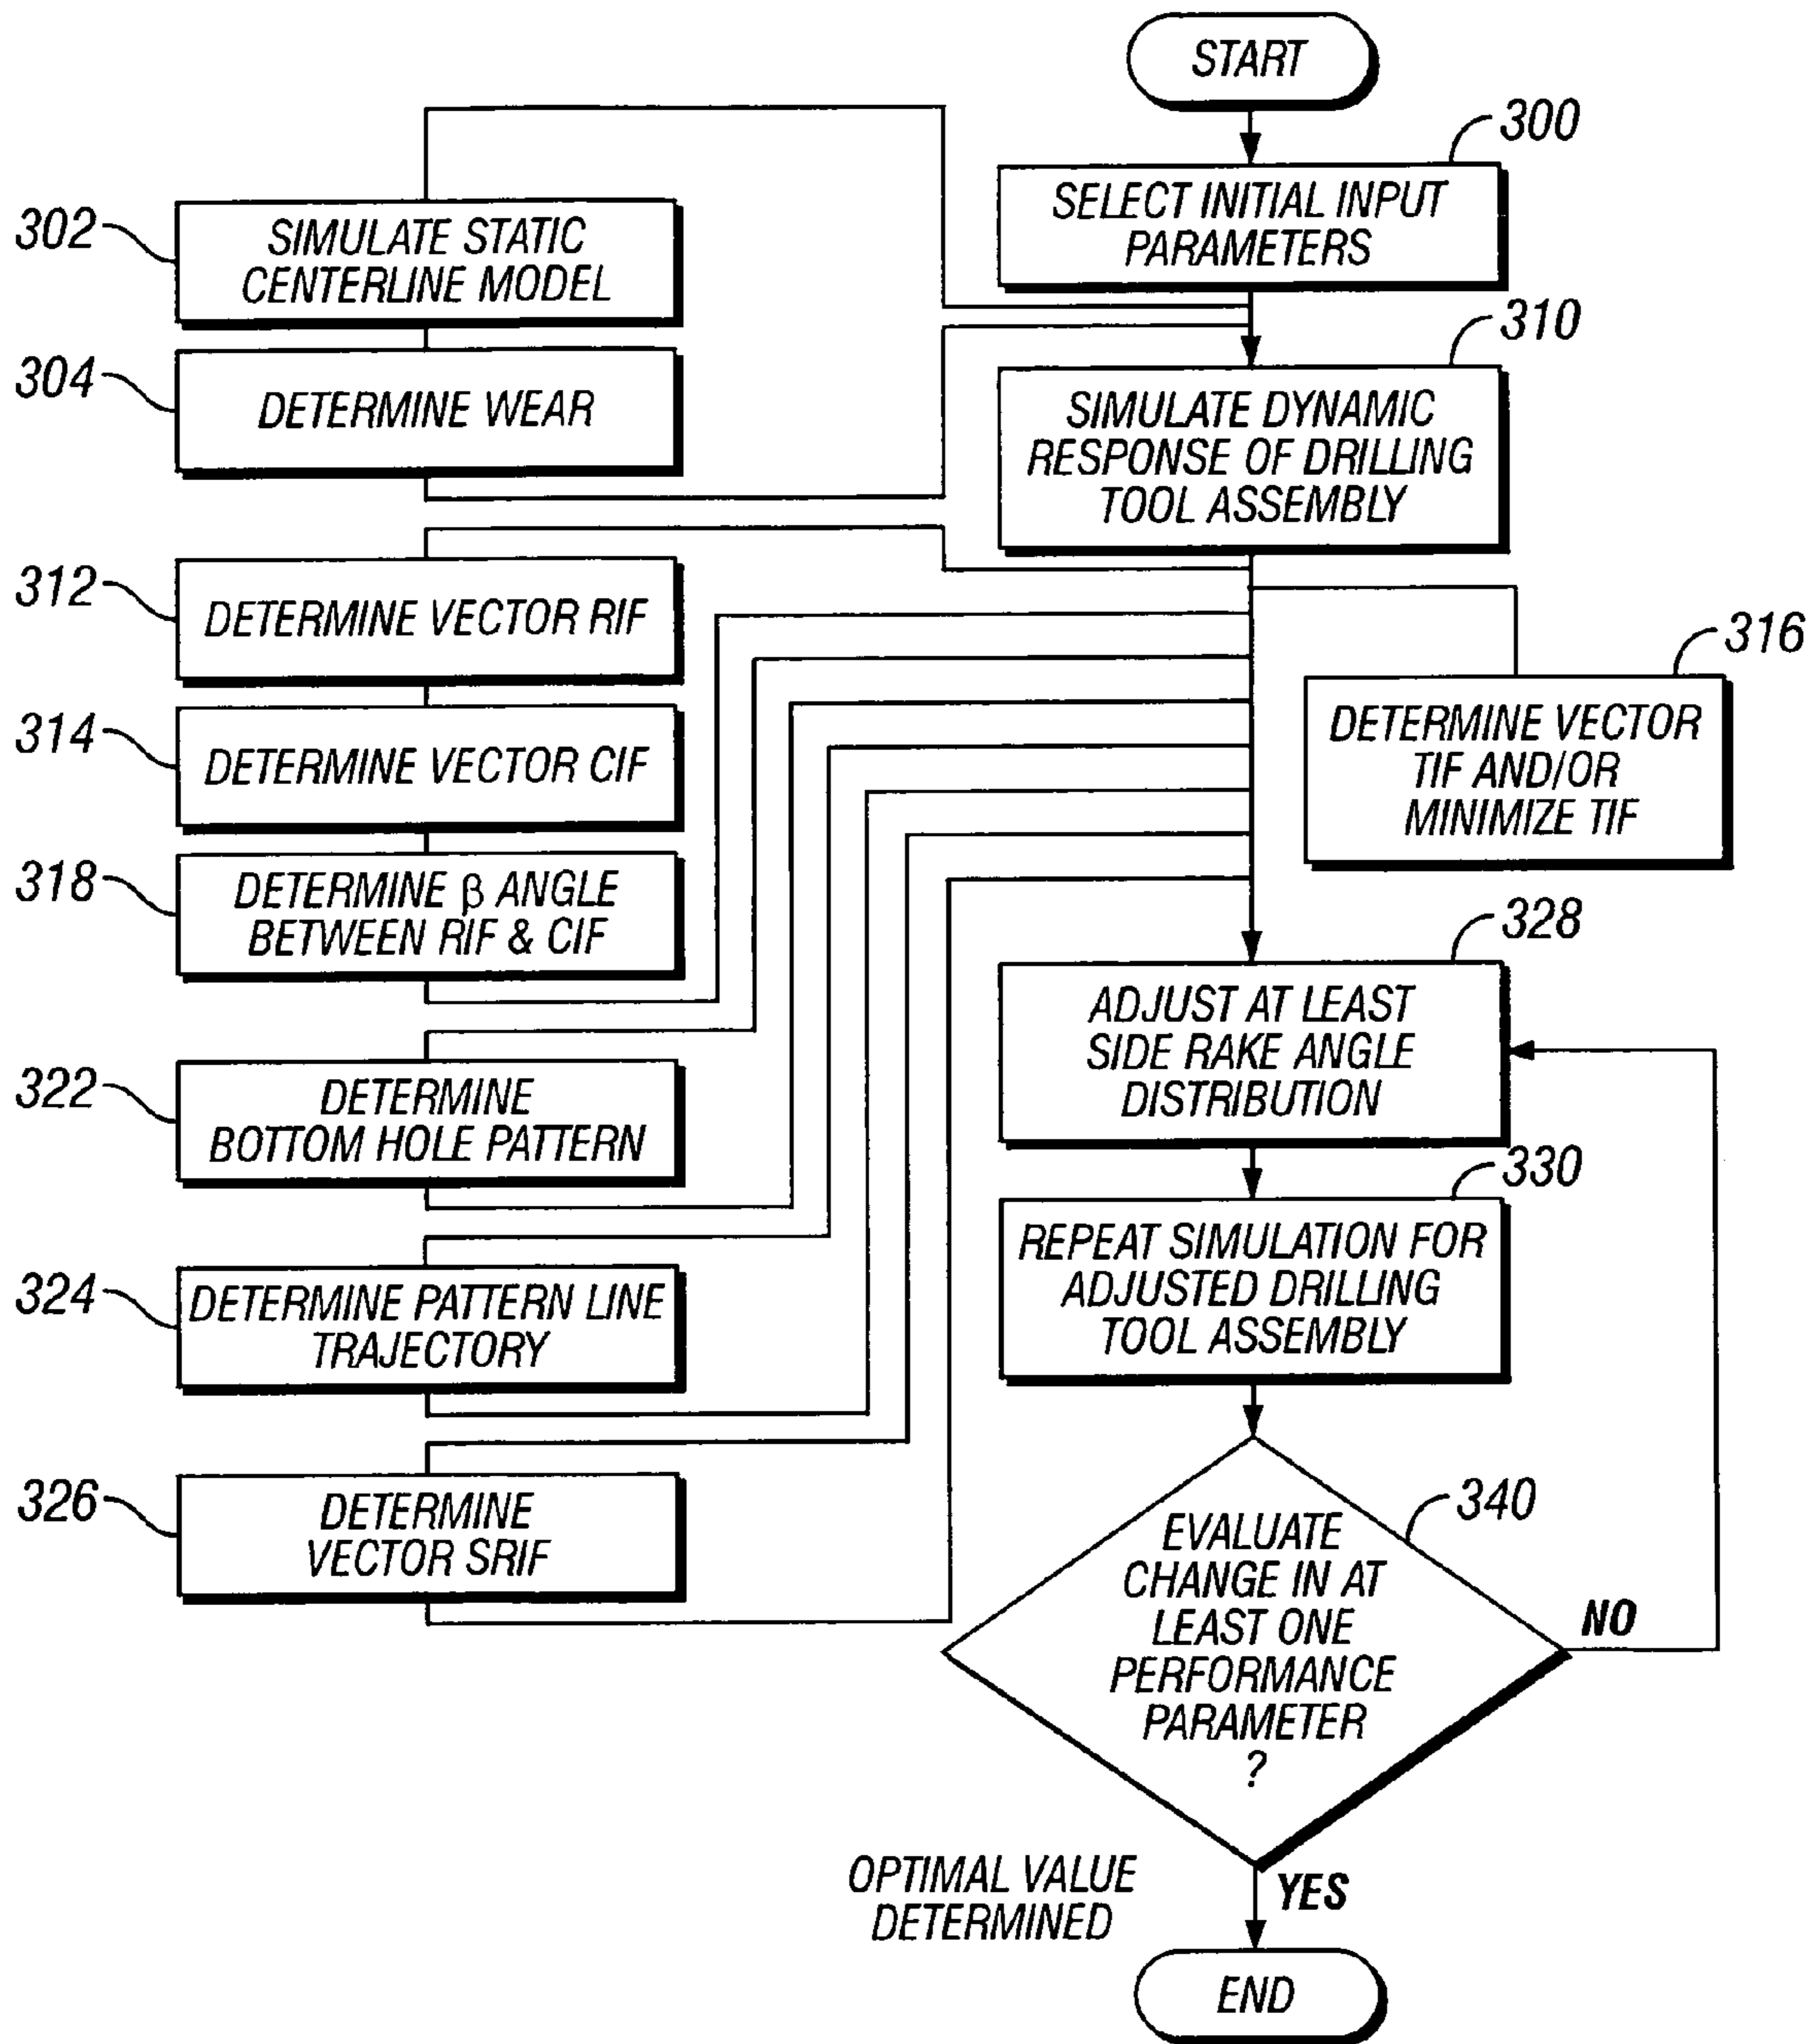 START
300
SELECT INITIAL INPUT
PARAMETERS
302
SIMULATE STATIC
CENTERLINE MODEL
304
DETERMINE WEAR
310
SIMULATE DYNAMIC
RESPONSE OF DRILLING
TOOL ASSEMBLY
312
DETERMINE VECTOR RIF
314
DETERMINE VECTOR CIF
316
DETERMINE VECTOR
TIF AND/OR
MINIMIZE TIF
318
DETERMINE β ANGLE
BETWEEN RIF & CIF
322
DETERMINE
BOTTOM HOLE PATTERN
324
DETERMINE PATTERN LINE
TRAJECTORY
326
DETERMINE
VECTOR SRIF
328
ADJUST AT LEAST
SIDE RAKE ANGLE
DISTRIBUTION
330
REPEAT SIMULATION FOR
ADJUSTED DRILLING
TOOL ASSEMBLY
340
EVALUATE
CHANGE IN AT
LEAST ONE
PERFORMANCE
PARAMETER
?
NO
YES
OPTIMAL VALUE
DETERMINED
END